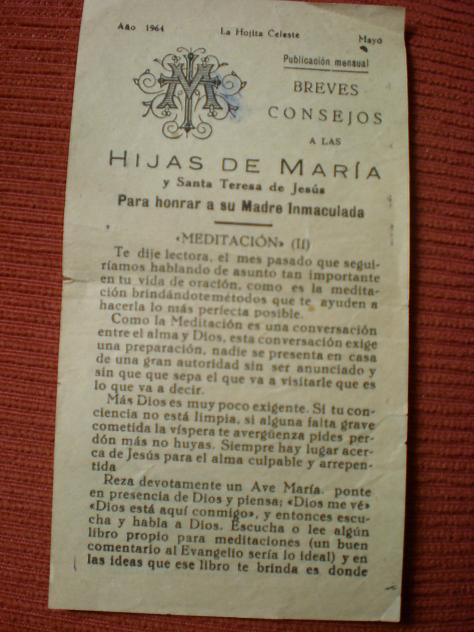 Año 1964 La Hojita Celeste Mayo
Publicación mensual
BREVES
CONSEJOS
A LAS
HIJAS DE MARÍA
y Santa Teresa de Jesús
Para honrar a su Madre Inmaculada
«MEDITACIÓN» (II)
Te dije lectora, el mes pasado que segui-
ríamos hablando de asunto tan importante
en tu vida de oración, como es la medita-
ción brindándote métodos que te ayuden a
hacerla lo más perfecta posible.
Como la Meditación es una conversación
entre el alma y Dios, esta conversación exige
una preparación, nadie se presenta en casa
de una gran autoridad sin ser anunciado y
sin que que sepa el que va a visitarle que es
lo que va a decir.
Más Dios es muy poco exigente. Si tu con-
ciencia no está limpia, si alguna falta grave
cometida la víspera te avergüenza pides per-
dón más no huyas. Siempre hay lugar acer-
ca de Jesús para el alma culpable y arrepen-
tida
Reza devotamente un Ave María. ponte
en presencia de Dios y piensa; «Dios me vé»
«Dios está aquí conmigo», y entonces escu-
cha y habla a Dios. Escucha o lee algún
libro propio para meditaciones (un buen
comentario al Evangelio sería lo ideal) y en
las ideas que ese libro te brinda es donde